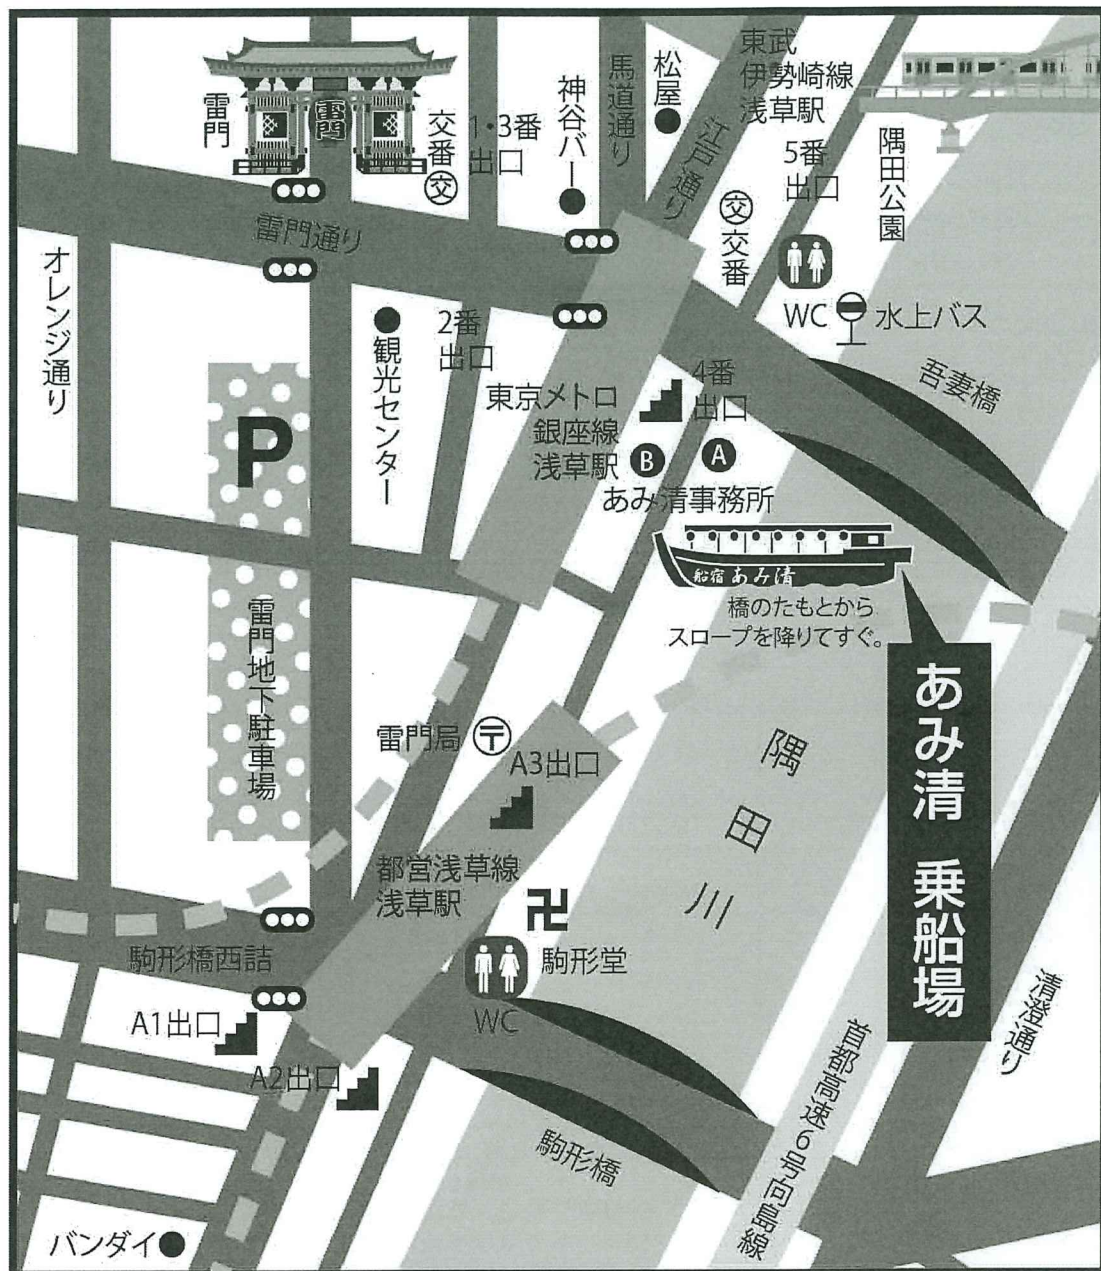 雷門
雷門
交番
交
1・3番
出口
神谷バー
馬道通り
松屋
東武
伊勢崎線
浅草駅
江戸通り
5番
出口
隅田公園
交
交番
雷門通り
オレンジ通り
WC
水上バス
吾妻橋
2番
出口
観光センター
4番
出口
東京メトロ
銀座線
浅草駅
B
A
あみ清事務所
P
船宿 あみ清
橋のたもとから
スロープを降りてすぐ。
雷門地下駐車場
あみ清 乗船場
雷門局
〒
A3出口
隅田川
都営浅草線
浅草駅
卍
駒形堂
駒形橋西詰
WC
A1出口
A2出口
清澄通り
首都高速6号向島線
駒形橋
バンダイ